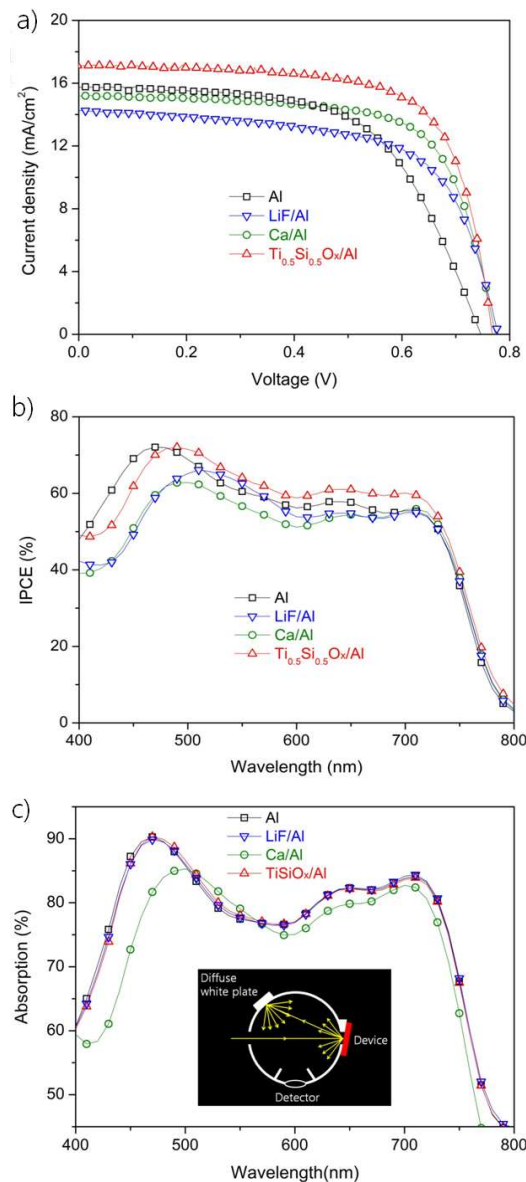 a)
20
16
12
8
4
0
Current density (mA/cm²)
Al
LiF/Al
Ca/Al
Ti₀.₅Si₀.₅Oₓ/Al
0.0 0.2 0.4 0.6 0.8
Voltage (V)
b)
80
60
40
20
0
IPCE (%)
Al
LiF/Al
Ca/Al
Ti₀.₅Si₀.₅Oₓ/Al
400 500 600 700 800
Wavelength (nm)
c)
90
80
70
60
50
Absorption (%)
Al
LiF/Al
Ca/Al
TiSiOₓ/Al
Diffuse
white plate
Device
Detector
400 500 600 700 800
Wavelength(nm)